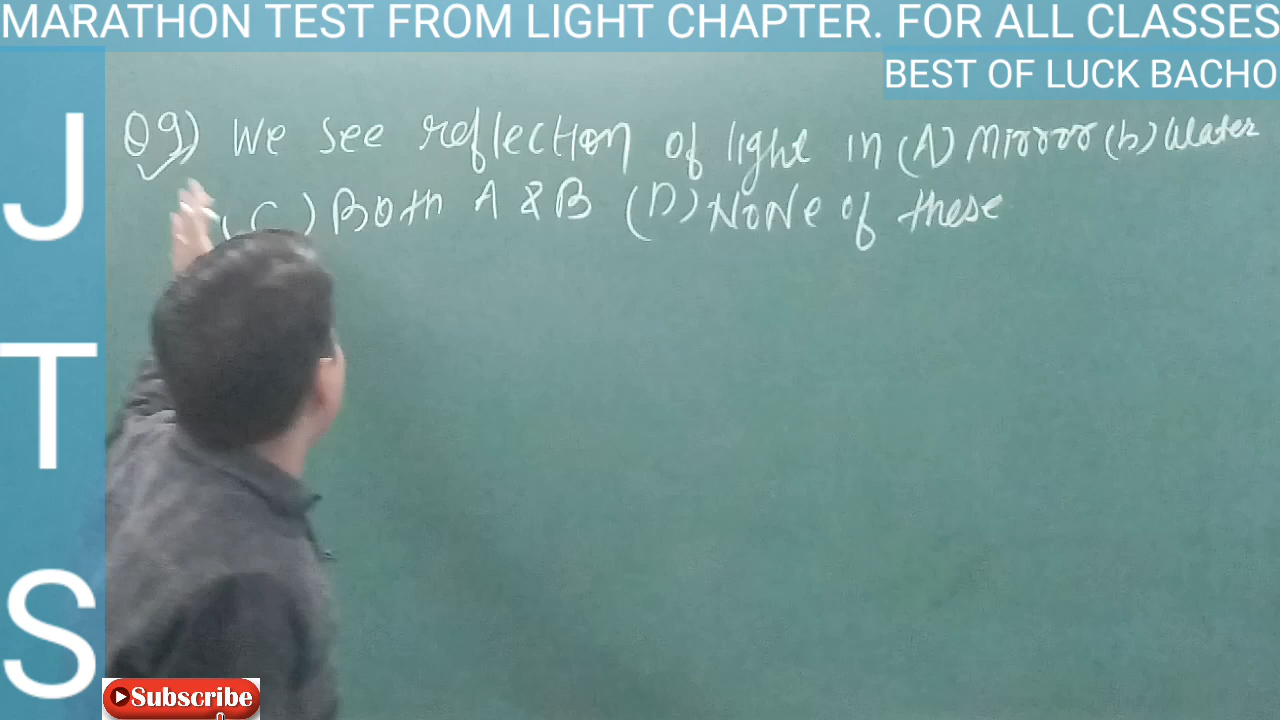 MARATHON TEST FROM LIGHT CHAPTER. FOR ALL CLASSES
BEST OF LUCK BACHO
J
T
S
Q9) We see reflection of light in (A) Mirror (b) Water
(C) Both A & B (D) NoNe of these
Subscribe